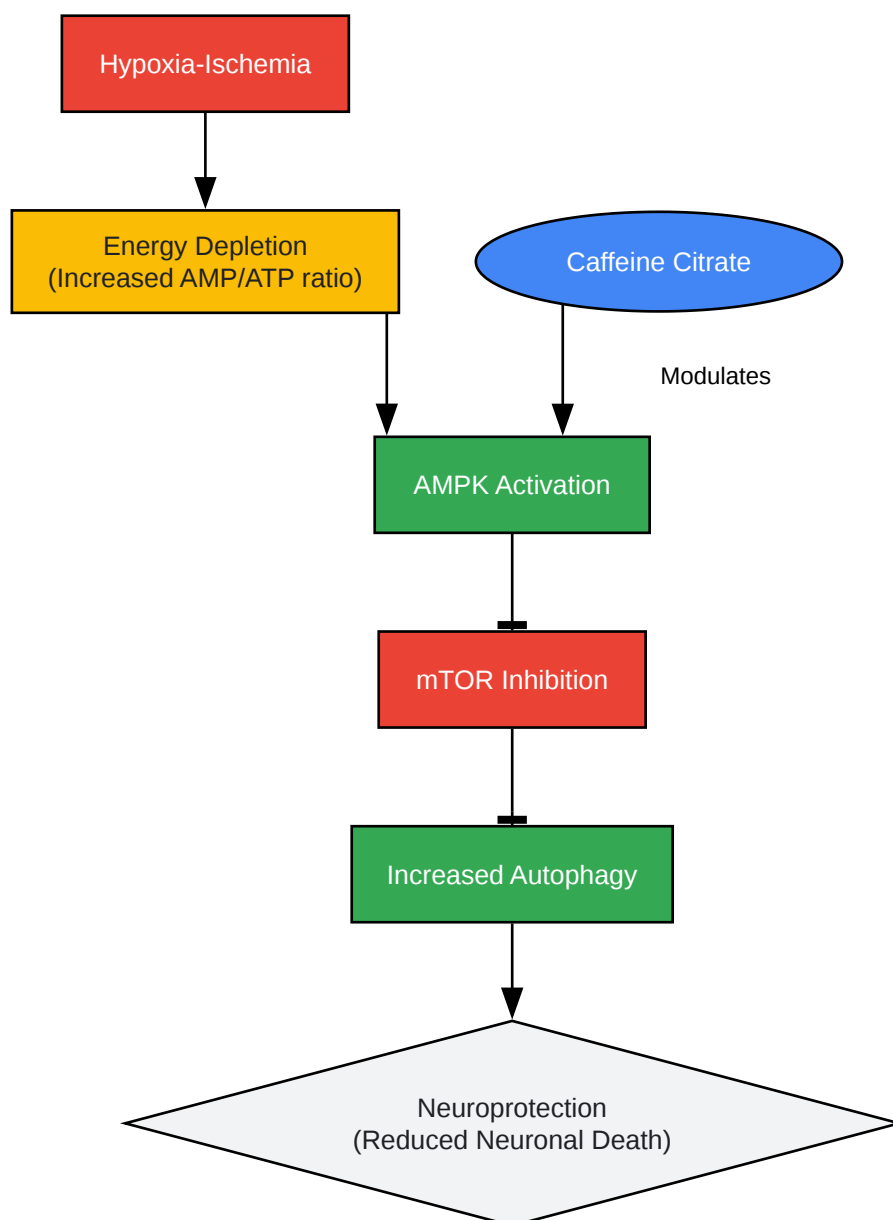 Hypoxia-Ischemia
Energy Depletion
(Increased AMP/ATP ratio)
Caffeine Citrate
Modulates
AMPK Activation
mTOR Inhibition
Increased Autophagy
Neuroprotection
(Reduced Neuronal Death)